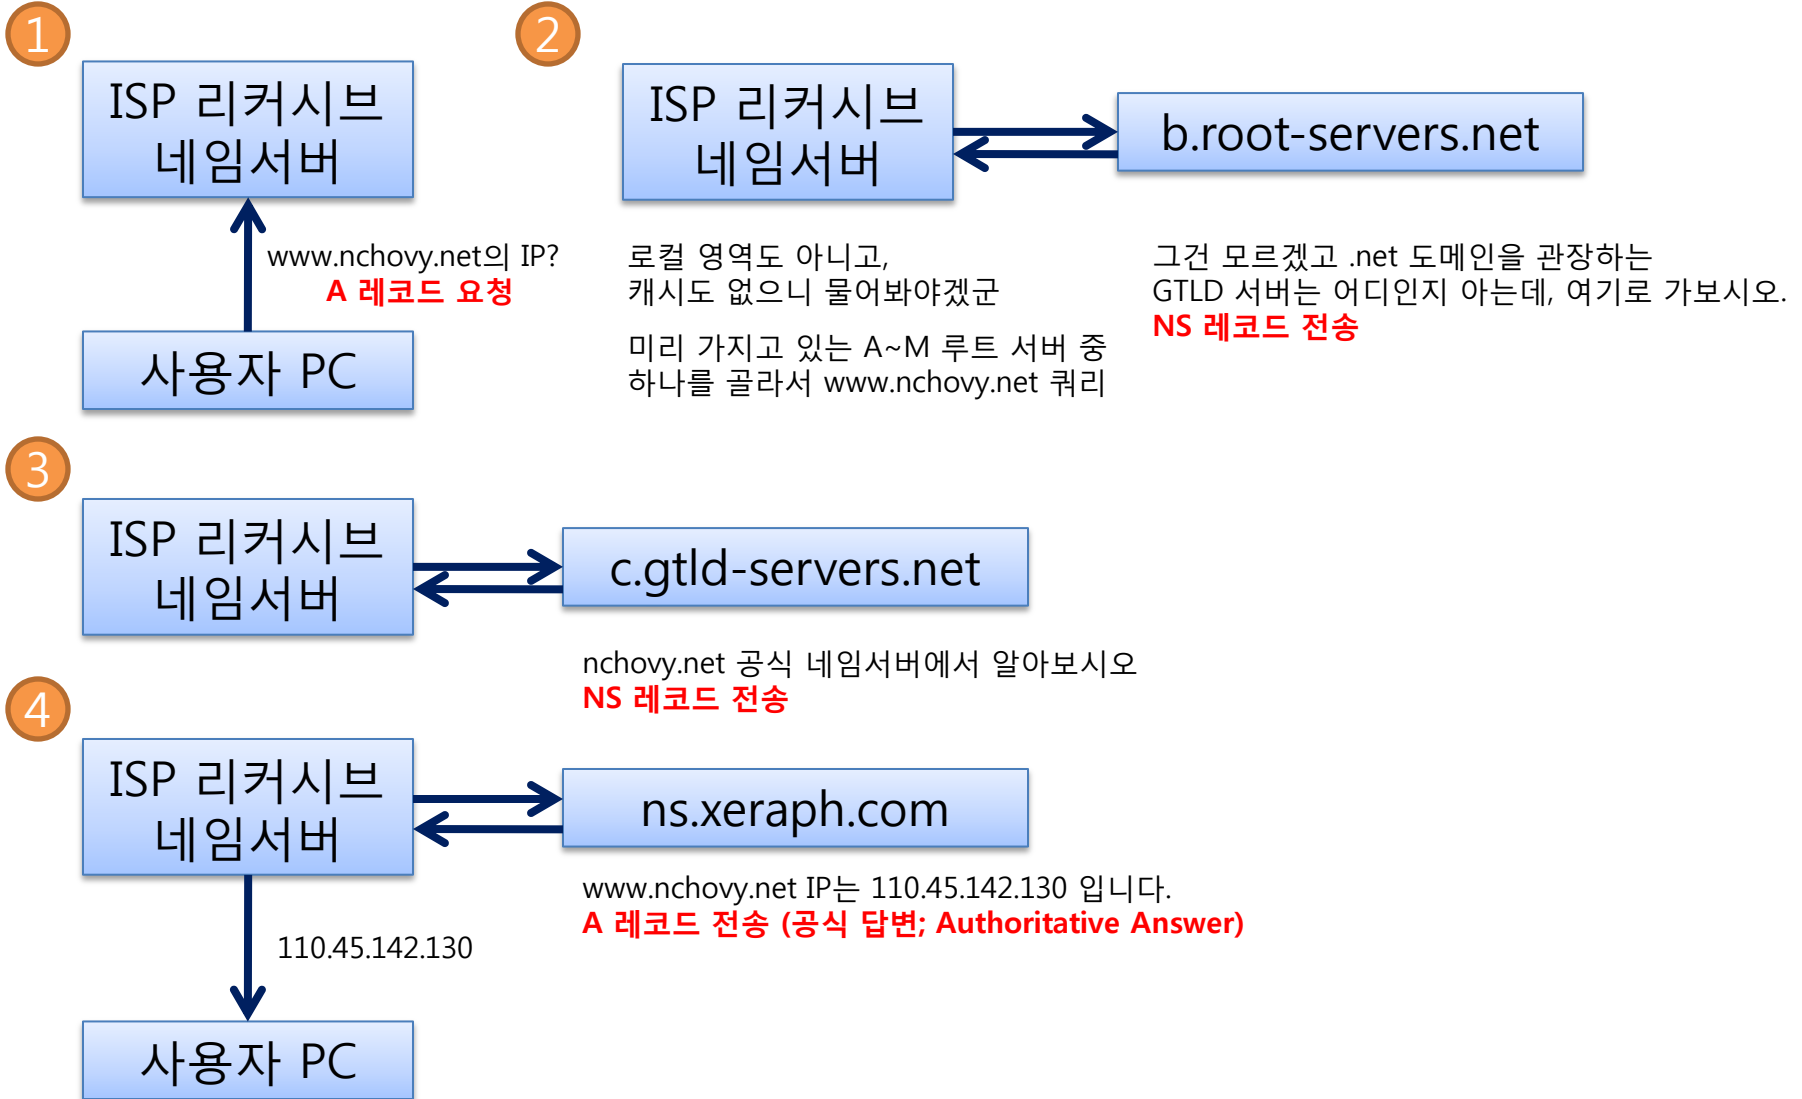 1
ISP 리커시브
네임서버
www.nchovy.net의 IP?
A 레코드 요청
사용자 PC
2
ISP 리커시브
네임서버
b.root-servers.net
로컬 영역도 아니고,
캐시도 없으니 물어봐야겠군
미리 가지고 있는 A~M 루트 서버 중
하나를 골라서 www.nchovy.net 쿼리
그건 모르겠고 .net 도메인을 관장하는
GTLD 서버는 어디인지 아는데, 여기로 가보시오.
NS 레코드 전송
3
ISP 리커시브
네임서버
c.gtld-servers.net
nchovy.net 공식 네임서버에서 알아보시오
NS 레코드 전송
4
ISP 리커시브
네임서버
ns.xeraph.com
www.nchovy.net IP는 110.45.142.130 입니다.
A 레코드 전송 (공식 답변; Authoritative Answer)
110.45.142.130
사용자 PC